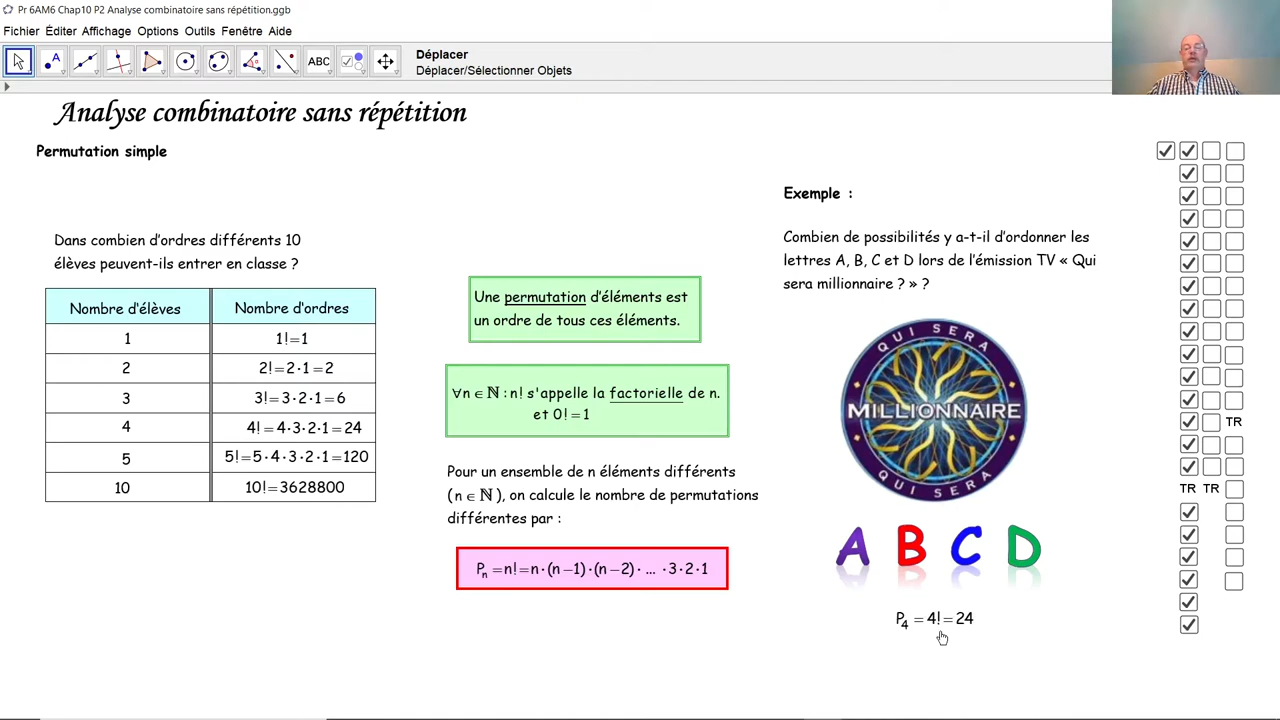 Pr 6AM6 Chap10 P2 Analyse combinatoire sans répétition.ggb
Fichier Éditer Affichage Options Outils Fenêtre Aide
A
ABC
Déplacer
Déplacer/Sélectionner Objets
Analyse combinatoire sans répétition
Permutation simple
Dans combien d'ordres différents 10
élèves peuvent-ils entrer en classe ?
Nombre d'élèves Nombre d'ordres
1 1!=1
2 2!=2·1=2
3 3!=3·2·1=6
4 4!=4·3·2·1=24
5 5!=5·4·3·2·1=120
10 10!=3628800
Une permutation d'éléments est
un ordre de tous ces éléments.
∀n∈ℕ : n! s'appelle la factorielle de n.
et 0!=1
Pour un ensemble de n éléments différents
(n∈ℕ), on calcule le nombre de permutations
différentes par :
Pₙ=n!=n·(n−1)·(n−2)· ... ·3·2·1
Exemple :
Combien de possibilités y a-t-il d'ordonner les
lettres A, B, C et D lors de l'émission TV « Qui
sera millionnaire ? » ?
QUI SERA
MILLIONNAIRE
QUI SERA
A B C D
P₄ = 4! = 24
TR
TR TR